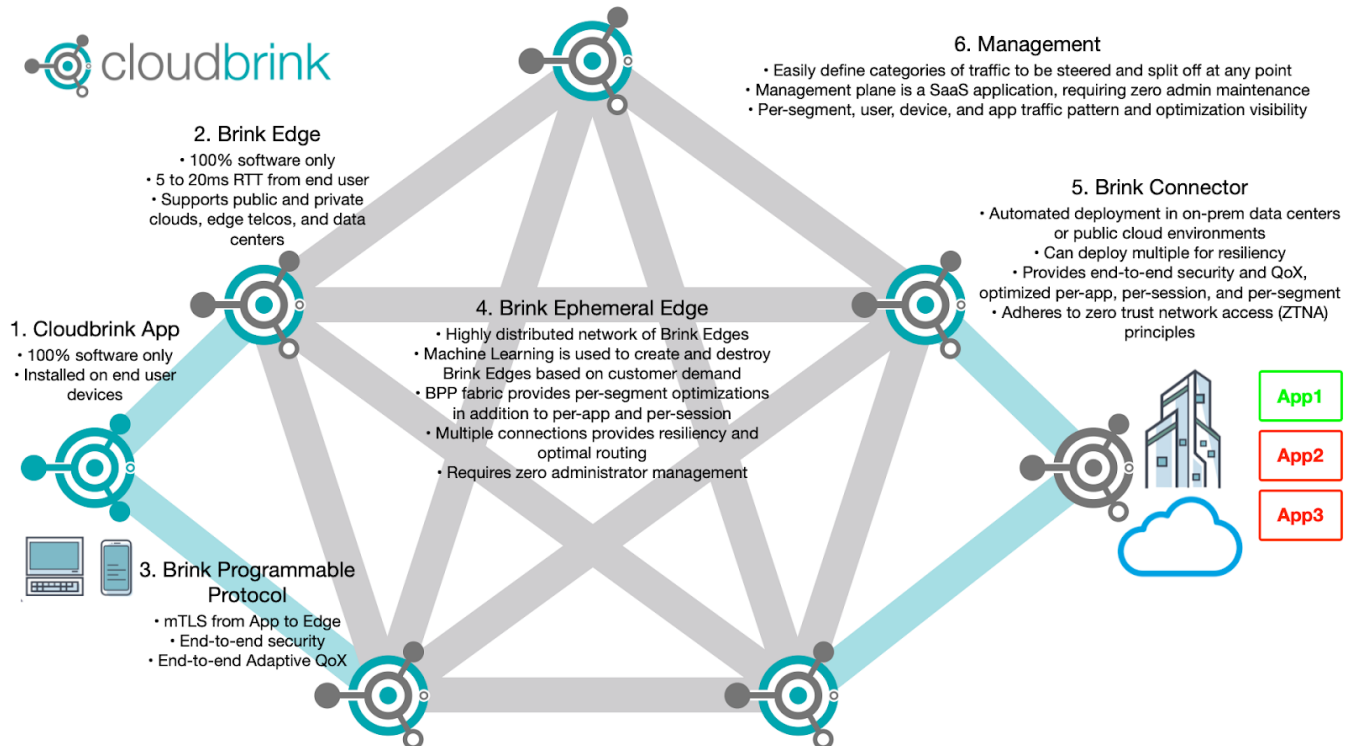 cloudbrink
6. Management
• Easily define categories of traffic to be steered and split off at any point
• Management plane is a SaaS application, requiring zero admin maintenance
• Per-segment, user, device, and app traffic pattern and optimization visibility
2. Brink Edge
• 100% software only
• 5 to 20ms RTT from end user
• Supports public and private
clouds, edge telcos, and data
centers
5. Brink Connector
• Automated deployment in on-prem data centers
or public cloud environments
• Can deploy multiple for resiliency
• Provides end-to-end security and QoX,
optimized per-app, per-session, and per-segment
• Adheres to zero trust network access (ZTNA)
principles
4. Brink Ephemeral Edge
• Highly distributed network of Brink Edges
• Machine Learning is used to create and destroy
Brink Edges based on customer demand
• BPP fabric provides per-segment optimizations
in addition to per-app and per-session
• Multiple connections provides resiliency and
optimal routing
• Requires zero administrator management
1. Cloudbrink App
• 100% software only
• Installed on end user
devices
App1
App2
App3
3. Brink Programmable
Protocol
• mTLS from App to Edge
• End-to-end security
• End-to-end Adaptive QoX